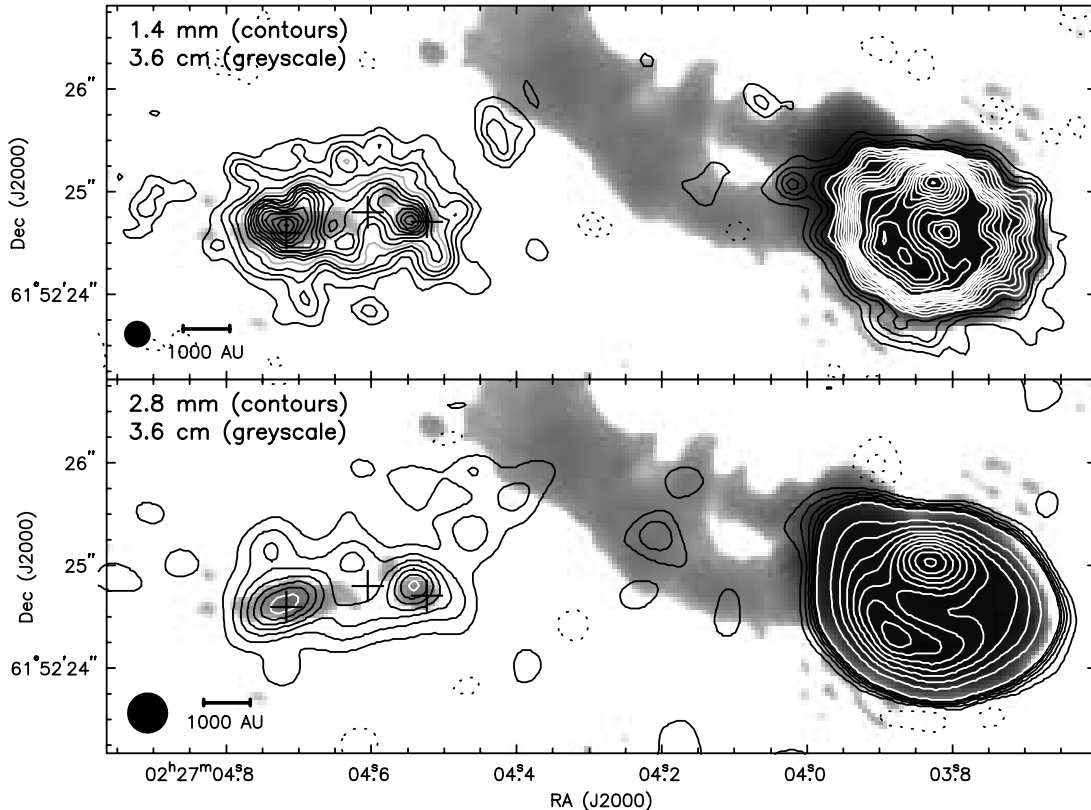 1.4 mm (contours)
3.6 cm (greyscale)
26"
25"
61° 52' 24"
Dec (J2000)
1000 AU
2.8 mm (contours)
3.6 cm (greyscale)
26"
25"
61° 52' 24"
Dec (J2000)
1000 AU
02h27m04s.8 04s.6 04s.4 04s.2 04s.0 03s.8
RA (J2000)